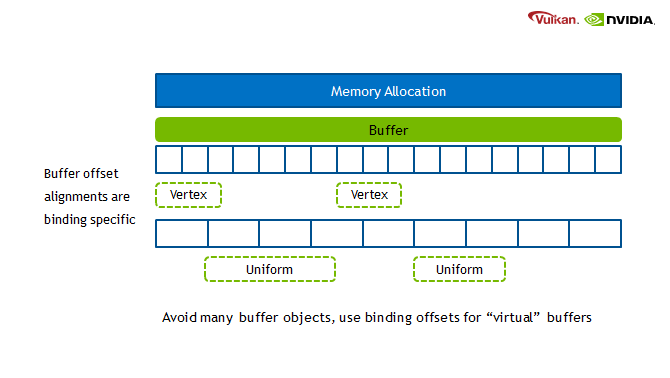 Vulkan. NVIDIA.
Memory Allocation
Buffer
Buffer offset
alignments are
binding specific
Vertex Vertex
Uniform Uniform
Avoid many buffer objects, use binding offsets for “virtual” buffers